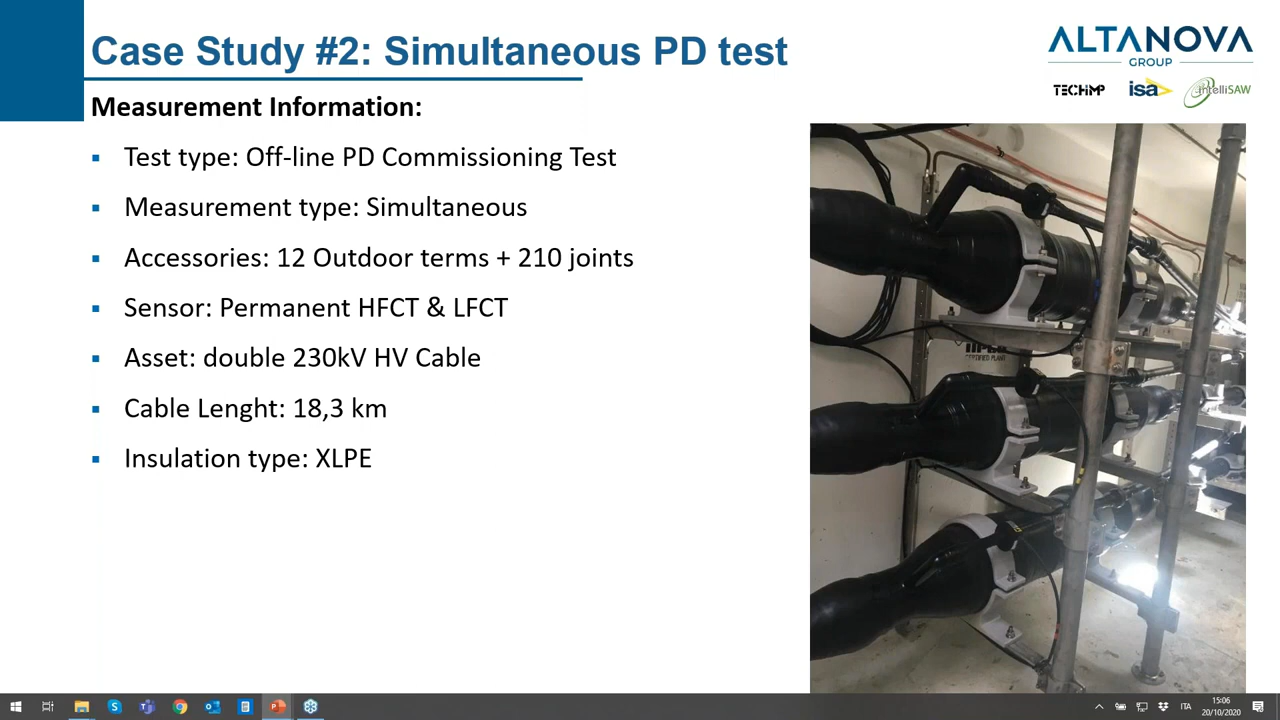 Case Study #2: Simultaneous PD test
ALTANOVA
GROUP
TECHIMP
isa
intelliSAW
Measurement Information:
Test type: Off-line PD Commissioning Test
Measurement type: Simultaneous
Accessories: 12 Outdoor terms + 210 joints
Sensor: Permanent HFCT & LFCT
Asset: double 230kV HV Cable
Cable Lenght: 18,3 km
Insulation type: XLPE
CERTIFIED PLANT
15:06
ITA
20/10/2020